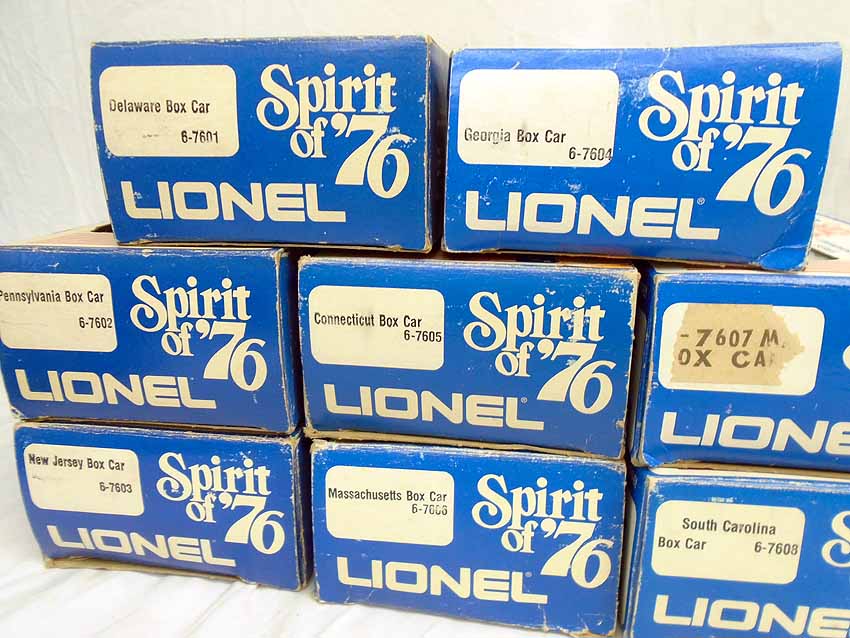 Delaware Box Car
6-7601
Spirit
of '76
LIONEL
Georgia Box Car
6-7604
Spirit
of '76
LIONEL®
Pennsylvania Box Car
6-7602
Spirit
of '76
LIONEL
Connecticut Box Car
6-7605
Spirit
of '76
LIONEL®
-7607 M
OX CA
LIONE
New Jersey Box Car
6-7603
Spirit
of '76
LIONEL
Massachusetts Box Car
6-7606
Spirit
of '76
LIONEL
South Carolina
Box Car 6-7608
S
LIONE